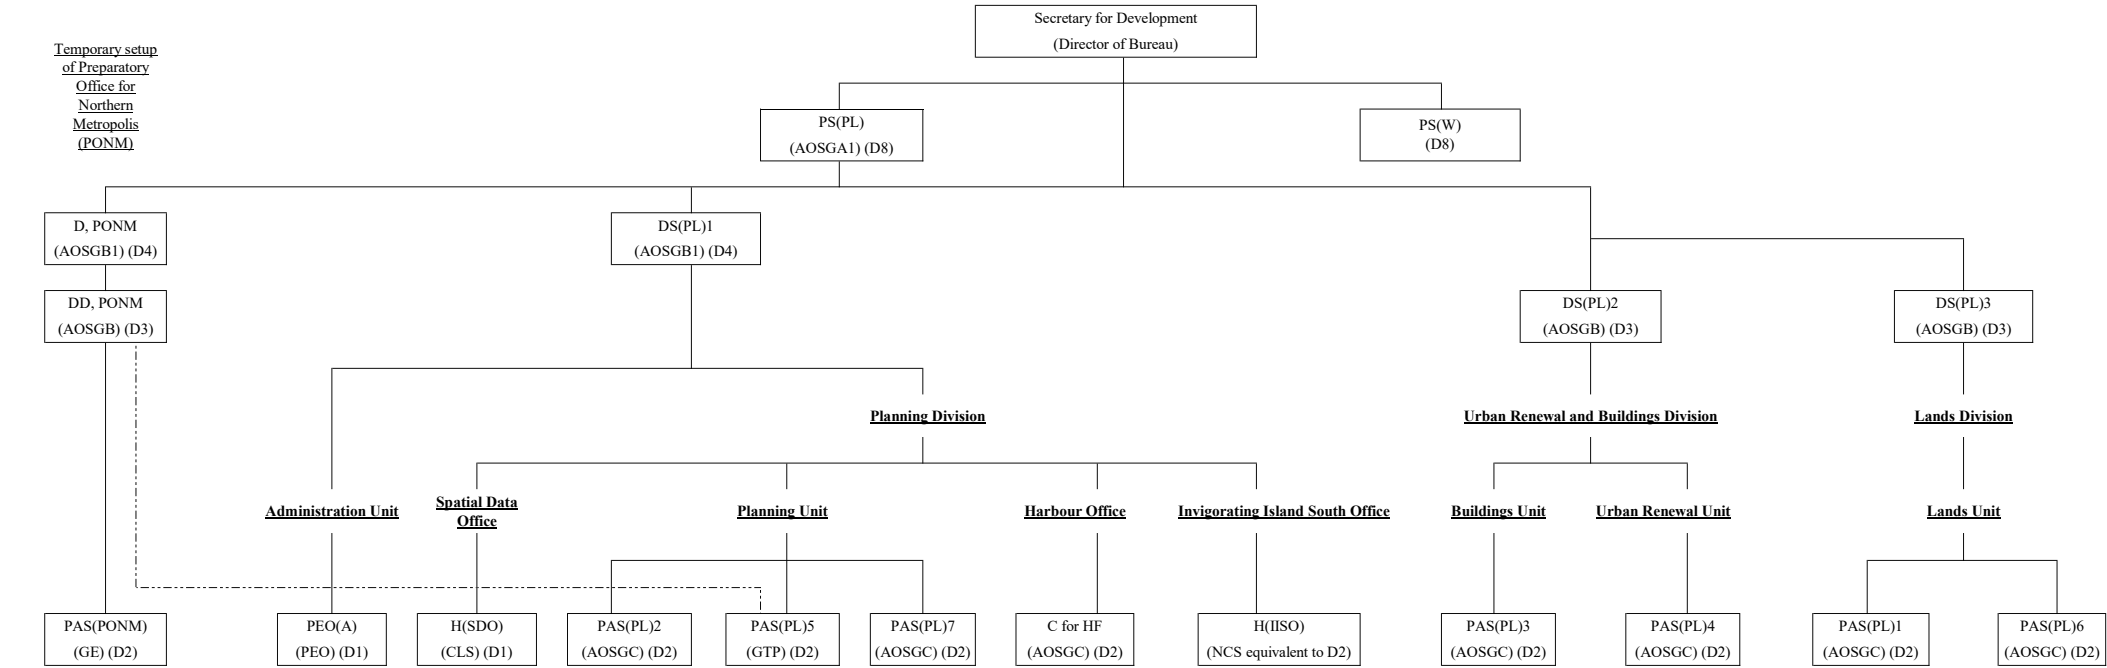 Secretary for Development
(Director of Bureau)
Temporary setup
of Preparatory
Office for
Northern
Metropolis
(PONM)
PS(PL)
(AOSGA1) (D8)
PS(W)
(D8)
D, PONM
(AOSGB1) (D4)
DS(PL)1
(AOSGB1) (D4)
DD, PONM
(AOSGB) (D3)
DS(PL)2
(AOSGB) (D3)
DS(PL)3
(AOSGB) (D3)
Planning Division
Urban Renewal and Buildings Division
Lands Division
Administration Unit
Spatial Data
Office
Planning Unit
Harbour Office
Invigorating Island South Office
Buildings Unit
Urban Renewal Unit
Lands Unit
PAS(PONM)
(GE) (D2)
PEO(A)
(PEO) (D1)
H(SDO)
(CLS) (D1)
PAS(PL)2
(AOSGC) (D2)
PAS(PL)5
(GTP) (D2)
PAS(PL)7
(AOSGC) (D2)
C for HF
(AOSGC) (D2)
H(IISO)
(NCS equivalent to D2)
PAS(PL)3
(AOSGC) (D2)
PAS(PL)4
(AOSGC) (D2)
PAS(PL)1
(AOSGC) (D2)
PAS(PL)6
(AOSGC) (D2)